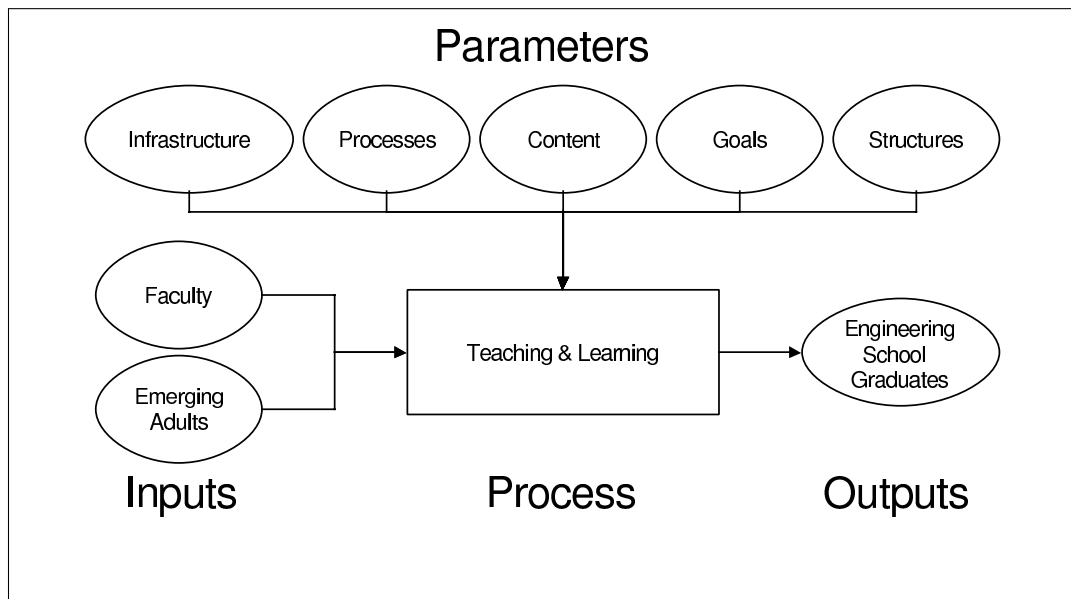 Parameters
Infrastructure
Processes
Content
Goals
Structures
Faculty
Emerging
Adults
Teaching & Learning
Engineering
School
Graduates
Inputs
Process
Outputs